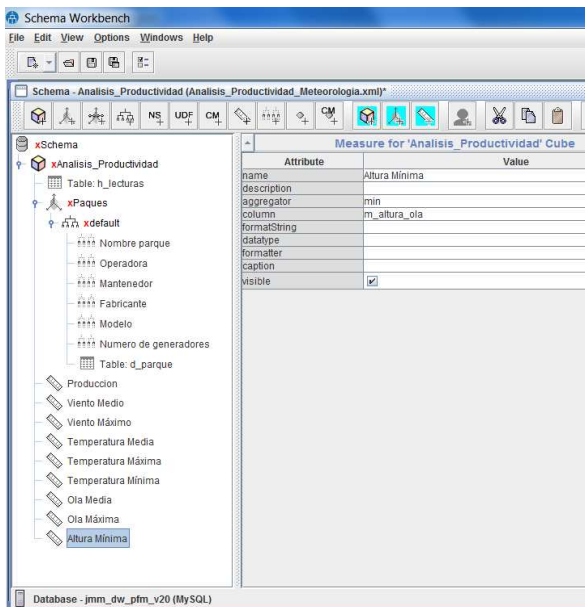 Schema Workbench
File Edit View Options Windows Help
Schema - Analisis_Productividad (Analisis_Productividad_Meteorologia.xml)*
NS UDF CM CM
xSchema
xAnalisis_Productividad
Table: h_lecturas
xPaques
xdefault
Nombre parque
Operadora
Mantenedor
Fabricante
Modelo
Numero de generadores
Table: d_parque
Produccion
Viento Medio
Viento Máximo
Temperatura Media
Temperatura Máxima
Temperatura Mínima
Ola Media
Ola Máxima
Altura Mínima
Measure for 'Analisis_Productividad' Cube
Attribute Value
name Altura Mínima
description
aggregator min
column m_altura_ola
formatString
datatype
formatter
caption
visible
Database - jmm_dw_pfm_v20 (MySQL)